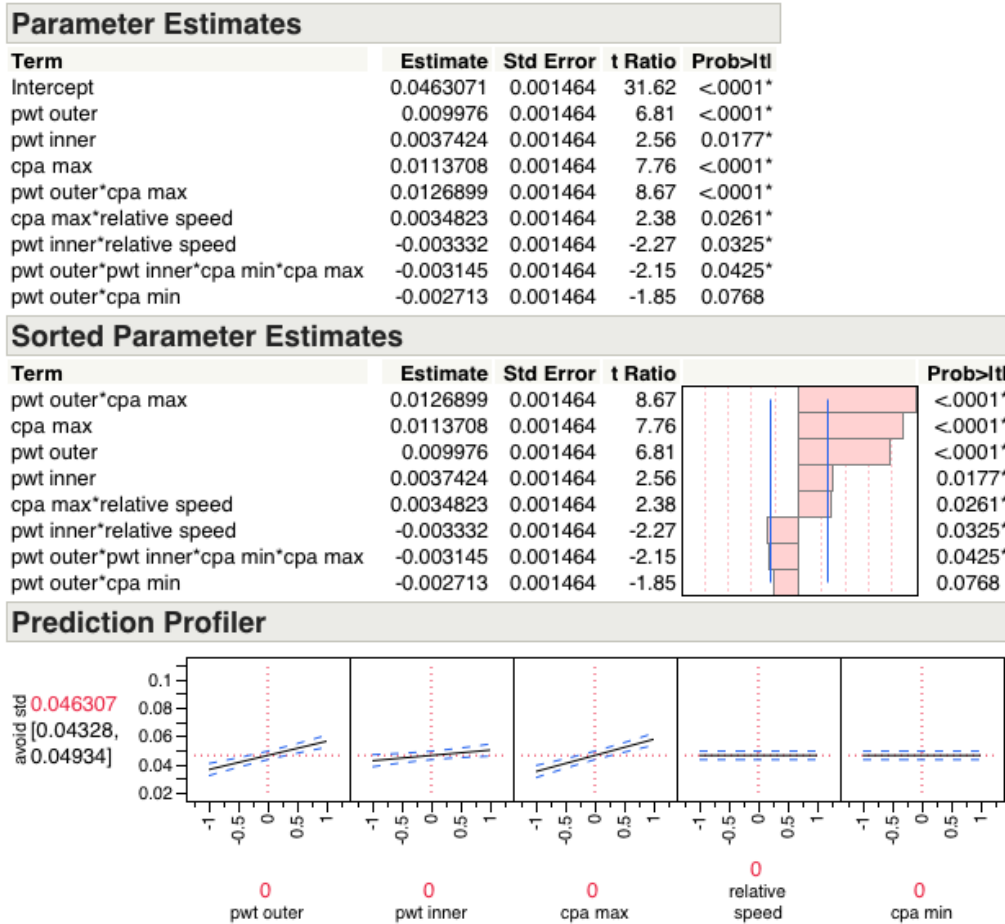 Parameter Estimates
Term Estimate Std Error t Ratio Prob>|t|
Intercept 0.0463071 0.001464 31.62 <.0001*
pwt outer 0.009976 0.001464 6.81 <.0001*
pwt inner 0.0037424 0.001464 2.56 0.0177*
cpa max 0.0113708 0.001464 7.76 <.0001*
pwt outer*cpa max 0.0126899 0.001464 8.67 <.0001*
cpa max*relative speed 0.0034823 0.001464 2.38 0.0261*
pwt inner*relative speed -0.003332 0.001464 -2.27 0.0325*
pwt outer*pwt inner*cpa min*cpa max -0.003145 0.001464 -2.15 0.0425*
pwt outer*cpa min -0.002713 0.001464 -1.85 0.0768
Sorted Parameter Estimates
Term Estimate Std Error t Ratio Prob>|t|
pwt outer*cpa max 0.0126899 0.001464 8.67 <.0001*
cpa max 0.0113708 0.001464 7.76 <.0001*
pwt outer 0.009976 0.001464 6.81 <.0001*
pwt inner 0.0037424 0.001464 2.56 0.0177*
cpa max*relative speed 0.0034823 0.001464 2.38 0.0261*
pwt inner*relative speed -0.003332 0.001464 -2.27 0.0325*
pwt outer*pwt inner*cpa min*cpa max -0.003145 0.001464 -2.15 0.0425*
pwt outer*cpa min -0.002713 0.001464 -1.85 0.0768
Prediction Profiler
avoid std
0.046307
[0.04328,
0.04934]
0.1
0.08
0.06
0.04
0.02
-1 -0.5 0 0.5 1 -1 -0.5 0 0.5 1 -1 -0.5 0 0.5 1 -1 -0.5 0 0.5 1 -1 -0.5 0 0.5 1
0
pwt outer
0
pwt inner
0
cpa max
0
relative
speed
0
cpa min